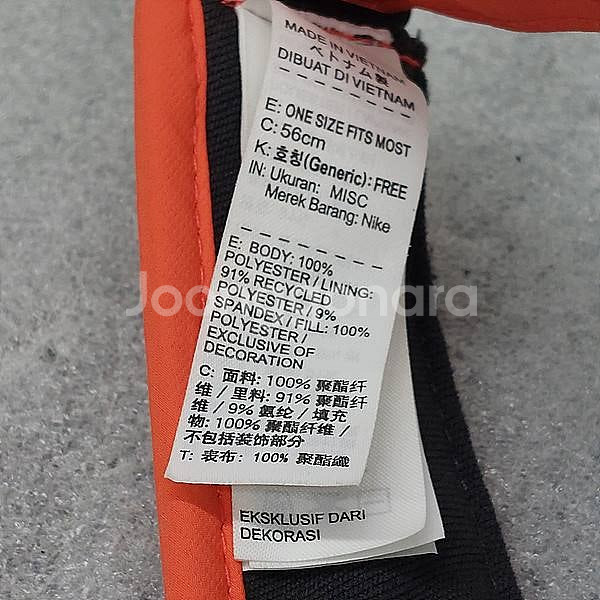 MADE IN VIETNAM
ベトナム製
DIBUAT DI VIETNAM
E: ONE SIZE FITS MOST
C: 56cm
K: 호칭(Generic): FREE
IN: Ukuran: MISC
Merek Barang: Nike
E: BODY: 100%
POLYESTER / LINING:
91% RECYCLED
POLYESTER / 9%
SPANDEX / FILL: 100%
POLYESTER /
EXCLUSIVE OF
DECORATION
C: 面料: 100% 聚酯纤
维 / 里料: 91% 聚酯纤
维 / 9% 氨纶 / 填充
物: 100% 聚酯纤维 /
不包括装饰部分
T: 表布: 100% 聚酯纖
EKSKLUSIF DARI
DEKORASI